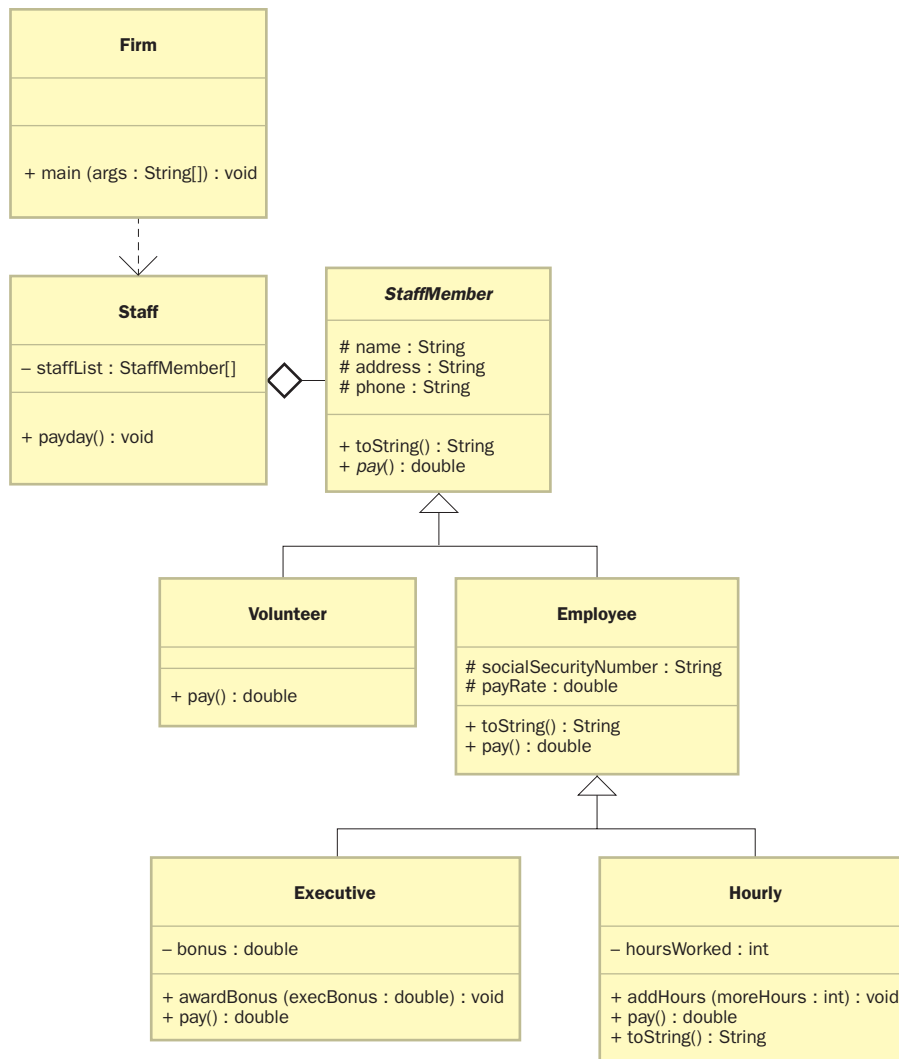 Firm
+ main (args : String[]) : void
Staff
– staffList : StaffMember[]
+ payday() : void
StaffMember
# name : String
# address : String
# phone : String
+ toString() : String
+ pay() : double
Volunteer
+ pay() : double
Employee
# socialSecurityNumber : String
# payRate : double
+ toString() : String
+ pay() : double
Executive
– bonus : double
+ awardBonus (execBonus : double) : void
+ pay() : double
Hourly
– hoursWorked : int
+ addHours (moreHours : int) : void
+ pay() : double
+ toString() : String